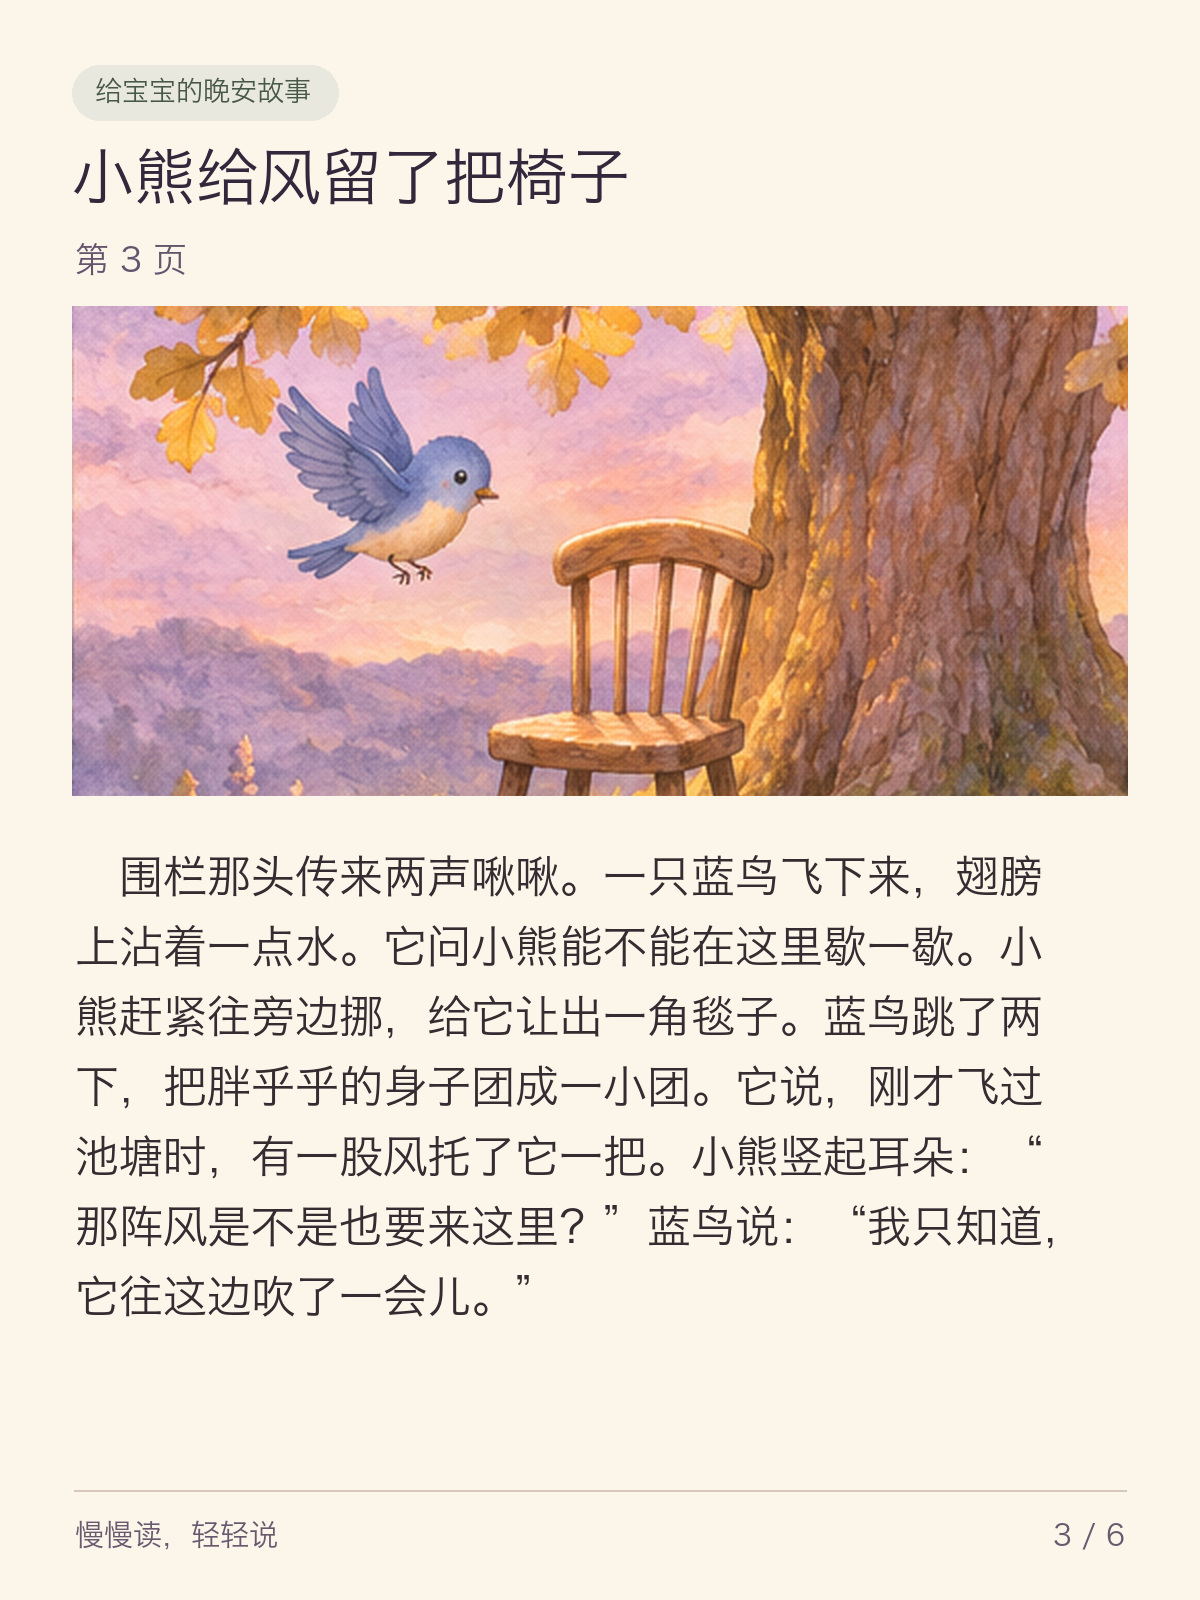 给宝宝的晚安故事
小熊给风留了把椅子
第 3 页
围栏那头传来两声啾啾。一只蓝鸟飞下来，翅膀
上沾着一点水。它问小熊能不能在这里歇一歇。小
熊赶紧往旁边挪，给它让出一角毯子。蓝鸟跳了两
下，把胖乎乎的身子团成一小团。它说，刚才飞过
池塘时，有一股风托了它一把。小熊竖起耳朵：“
那阵风是不是也要来这里？”蓝鸟说：“我只知道，
它往这边吹了一会儿。”
慢慢读，轻轻说
3 / 6